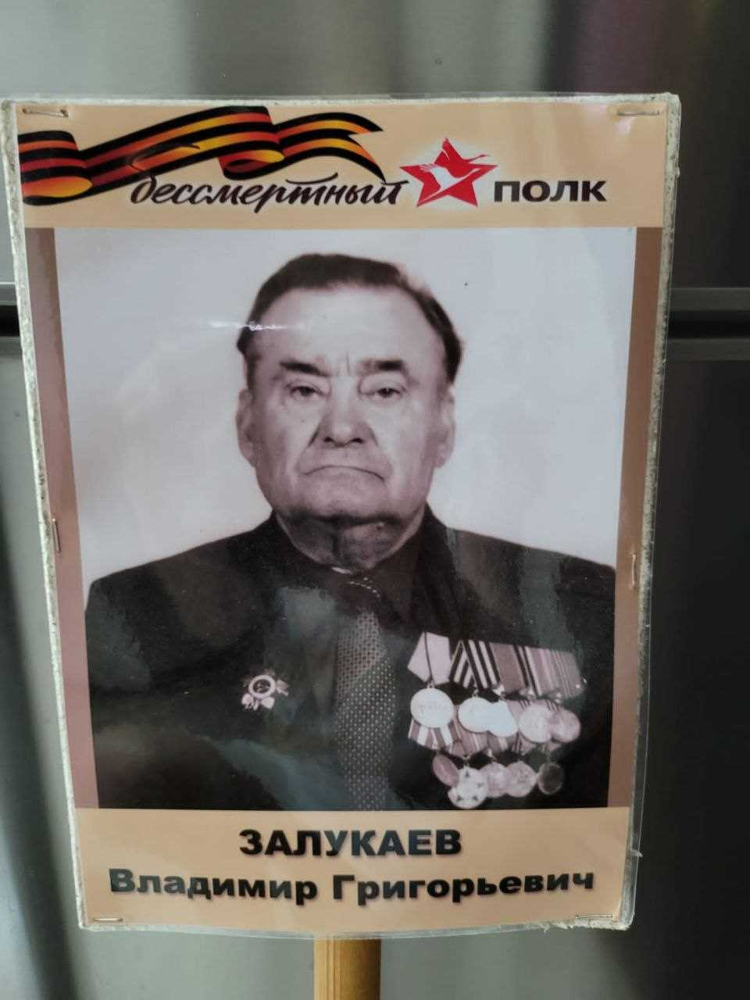 бессмертный полк
ЗАЛУКАЕВ
Владимир Григорьевич